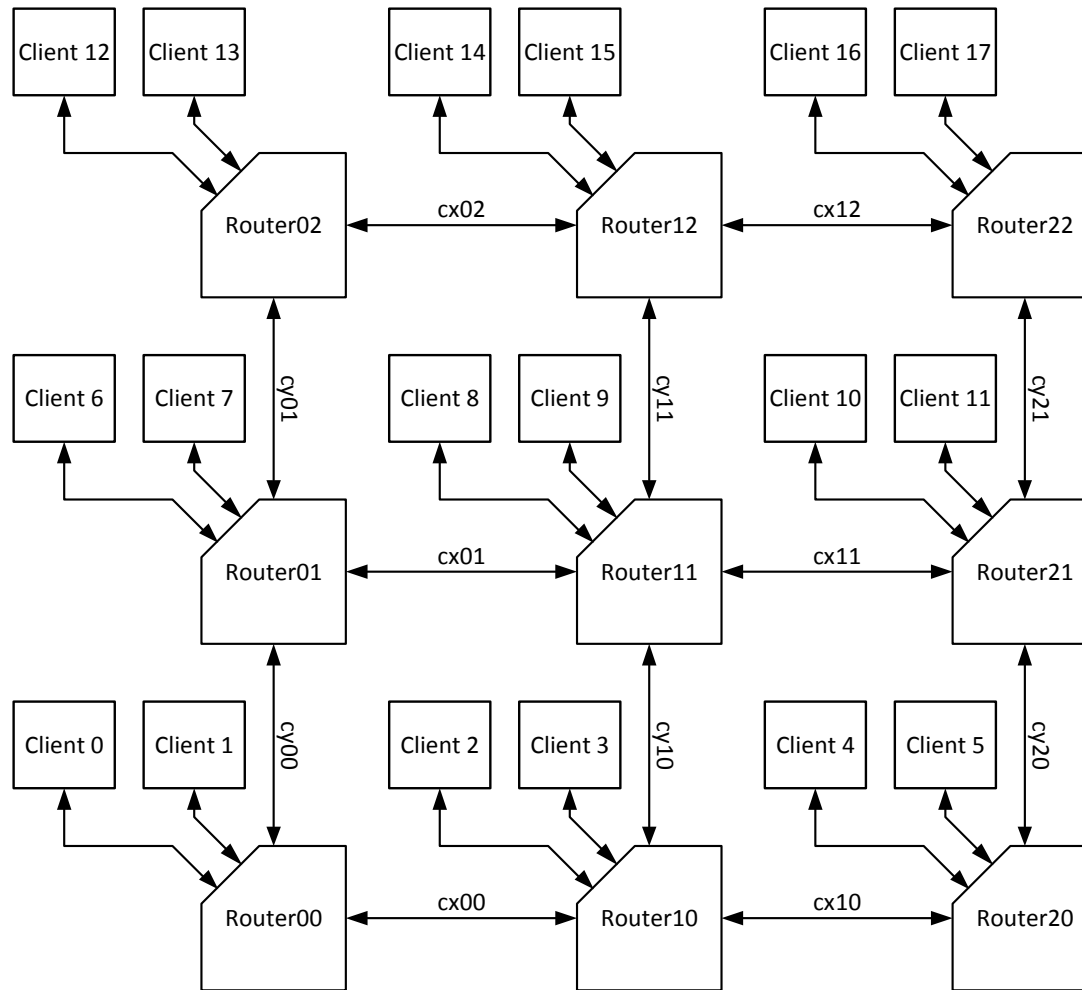 Client 12
Client 13
Client 14
Client 15
Client 16
Client 17
Router02
cx02
Router12
cx12
Router22
cy01
cy11
cy21
Client 6
Client 7
Client 8
Client 9
Client 10
Client 11
Router01
cx01
Router11
cx11
Router21
cy00
cy10
cy20
Client 0
Client 1
Client 2
Client 3
Client 4
Client 5
Router00
cx00
Router10
cx10
Router20